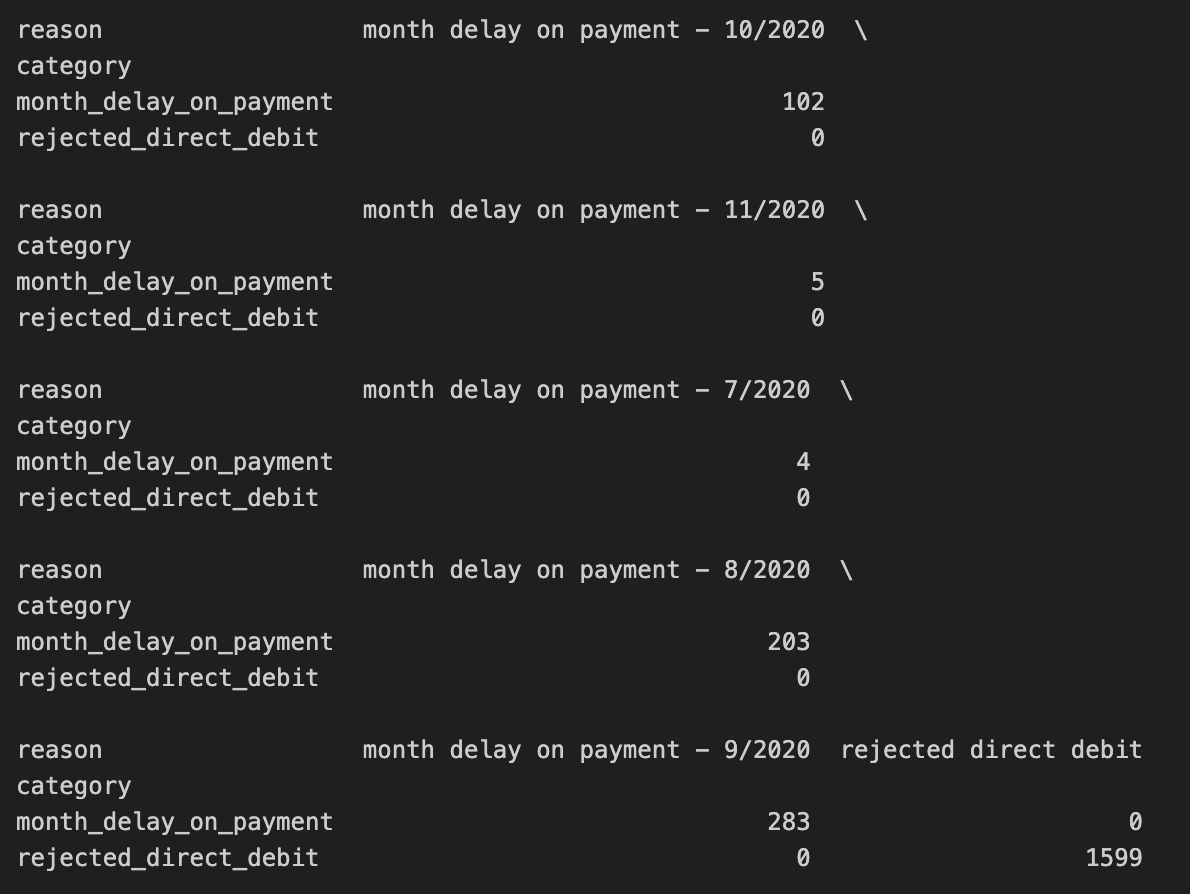 reason                  month delay on payment – 10/2020  \
category
month_delay_on_payment                               102
rejected_direct_debit                                  0

reason                  month delay on payment – 11/2020  \
category
month_delay_on_payment                                 5
rejected_direct_debit                                  0

reason                  month delay on payment – 7/2020  \
category
month_delay_on_payment                                4
rejected_direct_debit                                 0

reason                  month delay on payment – 8/2020  \
category
month_delay_on_payment                              203
rejected_direct_debit                                 0

reason                  month delay on payment – 9/2020  rejected direct debit
category
month_delay_on_payment                              283                      0
rejected_direct_debit                                 0                   1599